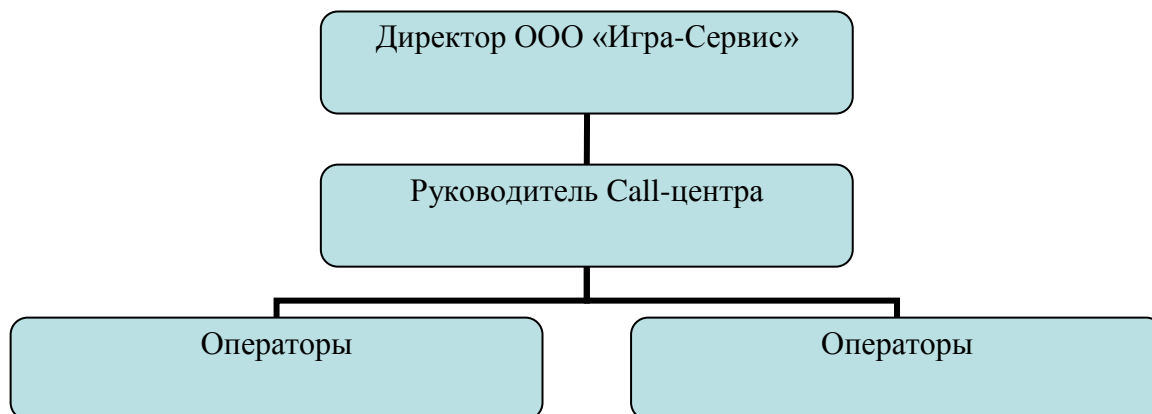 Директор ООО «Игра-Сервис»
Руководитель Call-центра
Операторы
Операторы